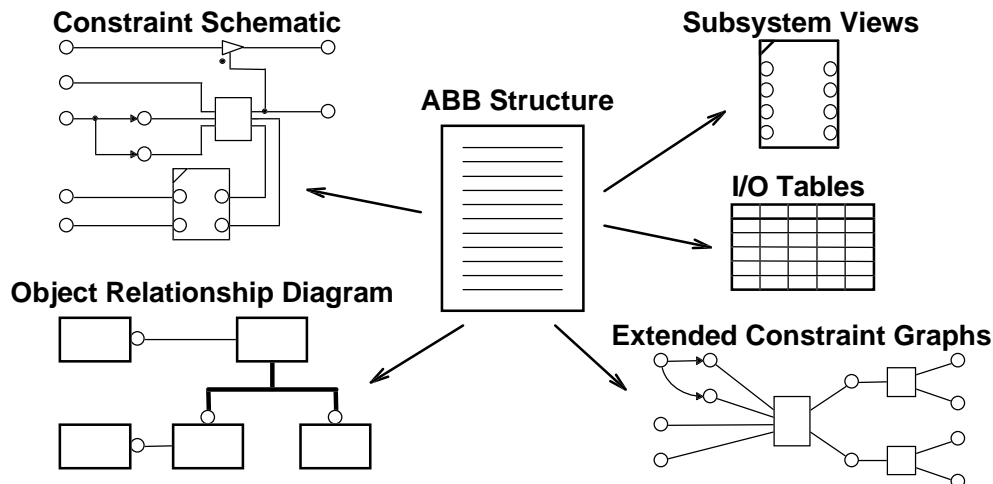 Constraint Schematic
Subsystem Views
ABB Structure
I/O Tables
Object Relationship Diagram
Extended Constraint Graphs